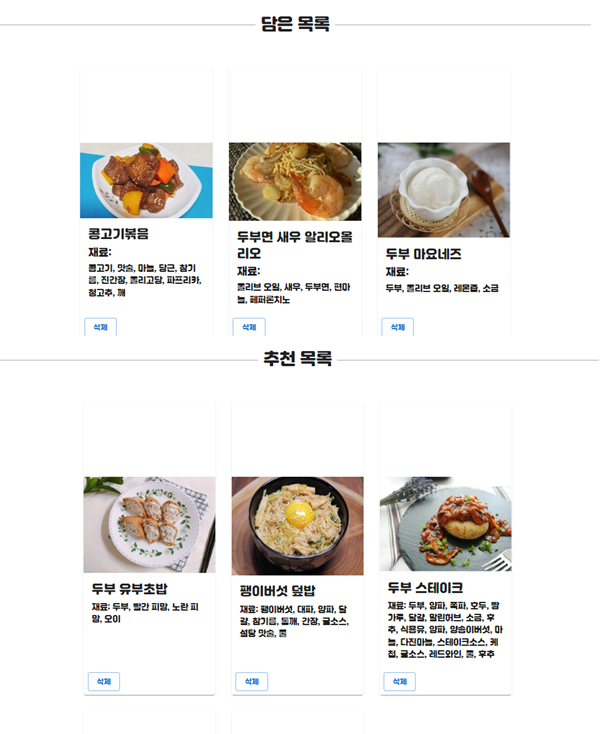 담은 목록
콩고기볶음
재료:
콩고기, 맛술, 마늘, 당근, 참기
름, 진간장, 올리고당, 파프리카,
청고추, 깨
삭제
두부면 새우 알리오올
리오
재료:
올리브 오일, 새우, 두부면, 편마
늘, 페퍼론치노
삭제
두부 마요네즈
재료:
두부, 올리브 오일, 레몬즙, 소금
삭제
추천 목록
두부 유부초밥
재료: 두부, 빨간 피망, 노란 피
망, 오이
삭제
팽이버섯 덮밥
재료: 팽이버섯, 대파, 양파, 달
걀, 참기름, 통깨, 간장, 굴소스,
설탕 맛술, 물
삭제
두부 스테이크
재료: 두부, 양파, 쪽파, 호두, 빵
가루, 달걀, 말린허브, 소금, 후
추, 식용유, 양파, 양송이버섯, 마
늘, 다진마늘, 스테이크소스, 케
첩, 굴소스, 레드와인, 물, 후추
삭제